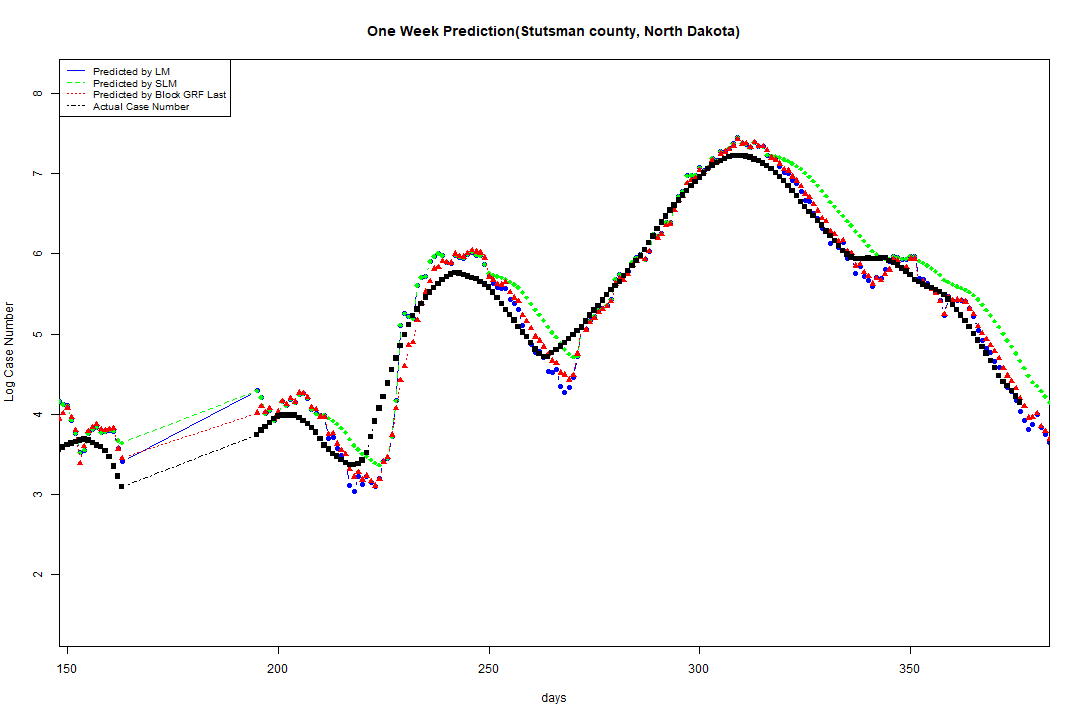 One Week Prediction(Stutsman county, North Dakota)
Predicted by LM
Predicted by SLM
Predicted by Block GRF Last
Actual Case Number
8
7
6
5
4
3
2
Log Case Number
150 200 250 300 350
days